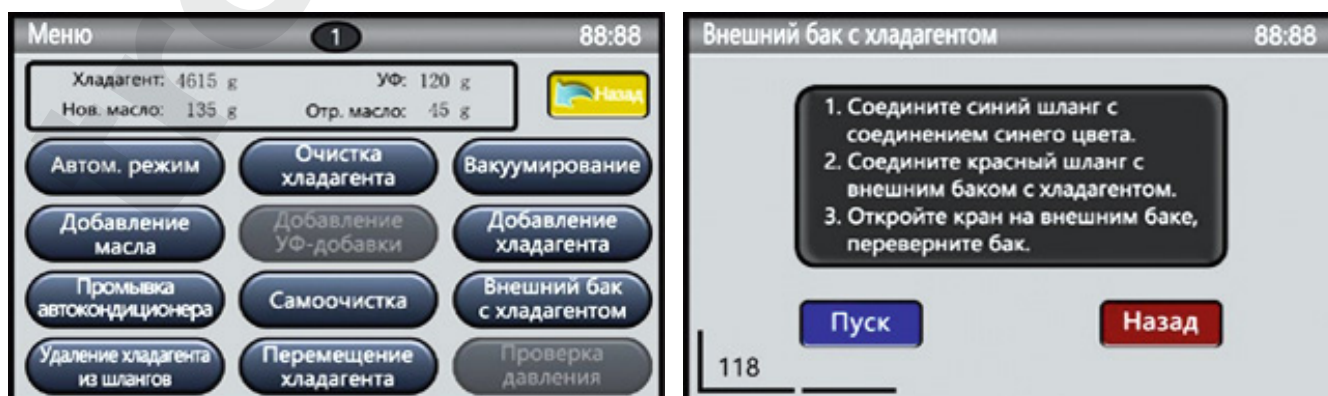 Меню 1 88:88
Хладагент: 4615 g УФ: 120 g
Нов. масло: 135 g Отр. масло: 45 g
Назад
Автом. режим
Очистка
хладагента
Вакуумирование
Добавление
масла
Добавление
УФ-добавки
Добавление
хладагента
Промывка
автокондиционера
Самоочистка
Внешний бак
с хладагентом
Удаление хладагента
из шлангов
Перемещение
хладагента
Проверка
давления
Внешний бак с хладагентом 88:88
1. Соедините синий шланг с
соединением синего цвета.
2. Соедините красный шланг с
внешним баком с хладагентом.
3. Откройте кран на внешним баке,
переверните бак.
Пуск
Назад
118